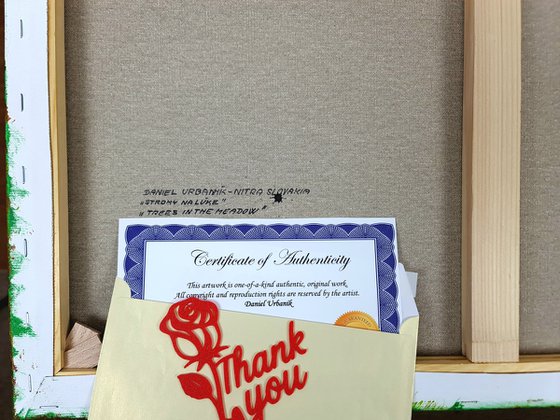 DANIEL URBANÍK-NITRA SLOVAKIA
„STROMY NA LÚKE"
„TREES IN THE MEADOW"
Certificate of Authenticity
This artwork is one-of-a-kind authentic, original work.
All copyright and reproduction rights are reserved by the artist.
Daniel Urbanik
Thank
you